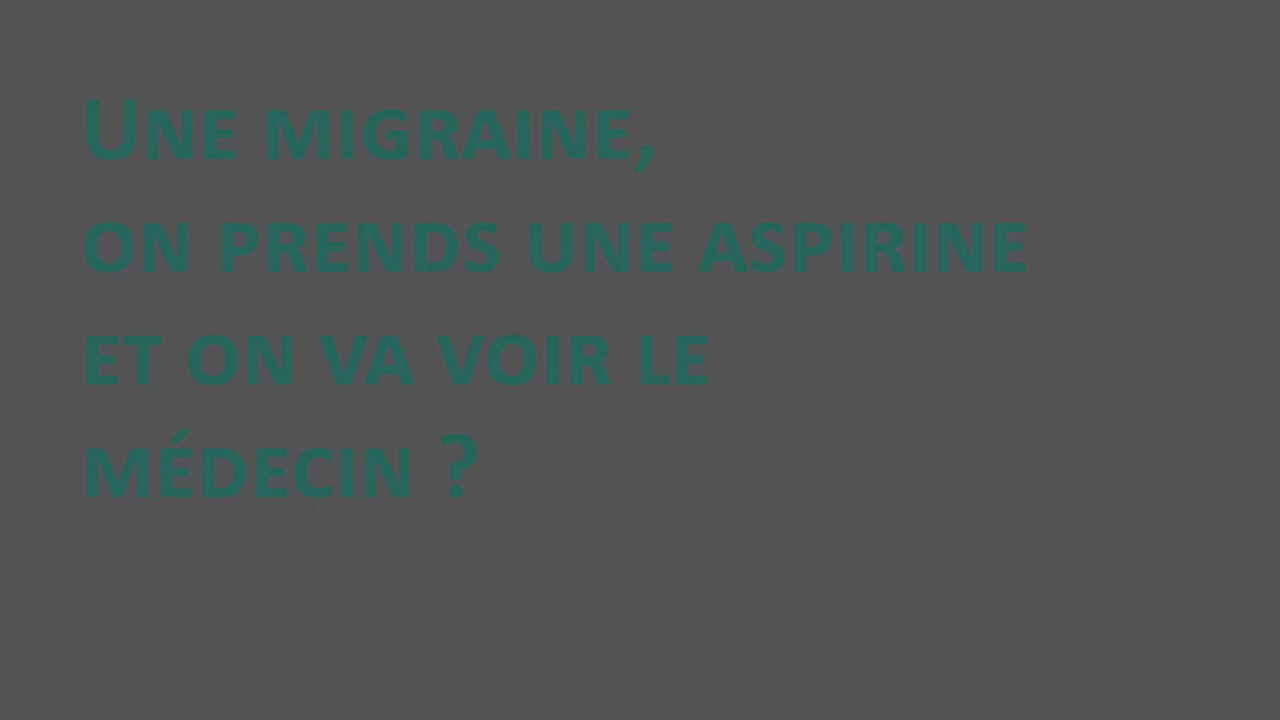 Une migraine,
on prends une aspirine
et on va voir le
médecin ?